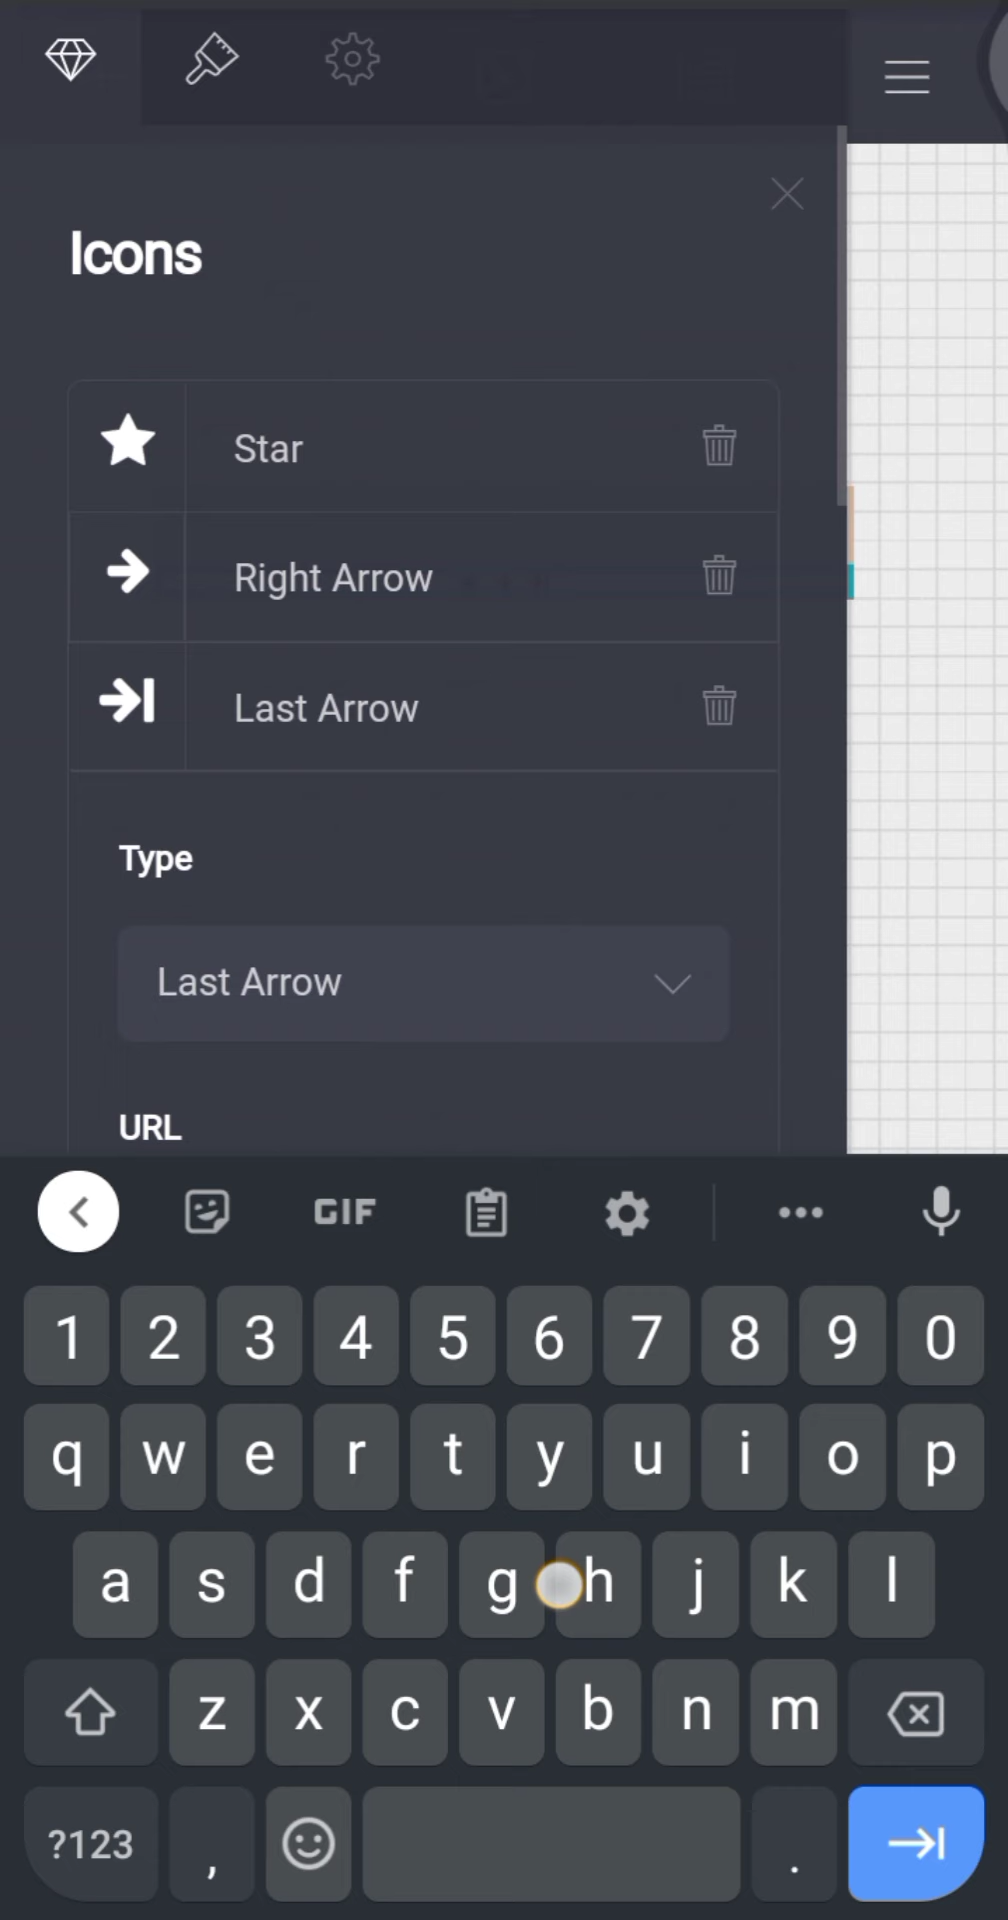 Icons
Star
Right Arrow
Last Arrow
Type
Last Arrow
URL
GIF
1 2 3 4 5 6 7 8 9 0
q w e r t y u i o p
a s d f g h j k l
z x c v b n m
?123 , .